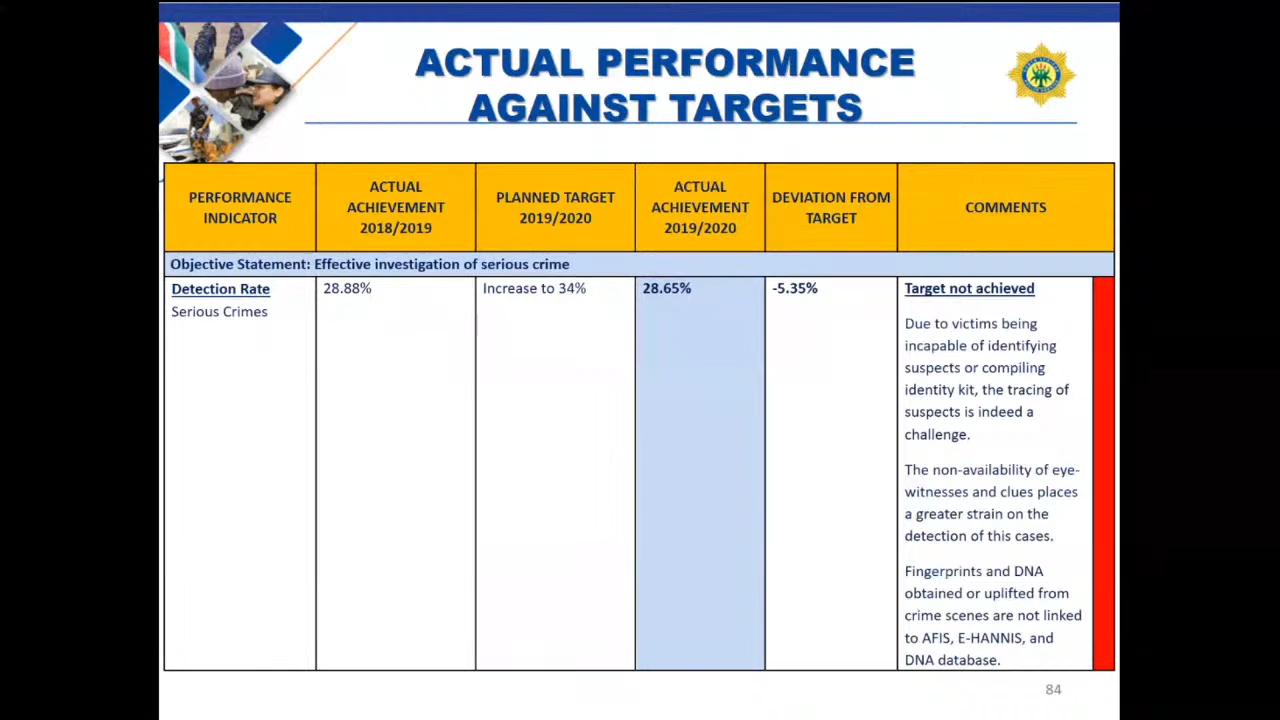 ACTUAL PERFORMANCE
AGAINST TARGETS
PERFORMANCE
INDICATOR
ACTUAL
ACHIEVEMENT
2018/2019
PLANNED TARGET
2019/2020
ACTUAL
ACHIEVEMENT
2019/2020
DEVIATION FROM
TARGET
COMMENTS
Objective Statement: Effective investigation of serious crime
Detection Rate
Serious Crimes
28.88%
Increase to 34%
28.65%
-5.35%
Target not achieved
Due to victims being
incapable of identifying
suspects or compiling
identity kit, the tracing of
suspects is indeed a
challenge.
The non-availability of eye-
witnesses and clues places
a greater strain on the
detection of this cases.
Fingerprints and DNA
obtained or uplifted from
crime scenes are not linked
to AFIS, E-HANNIS, and
DNA database.
84